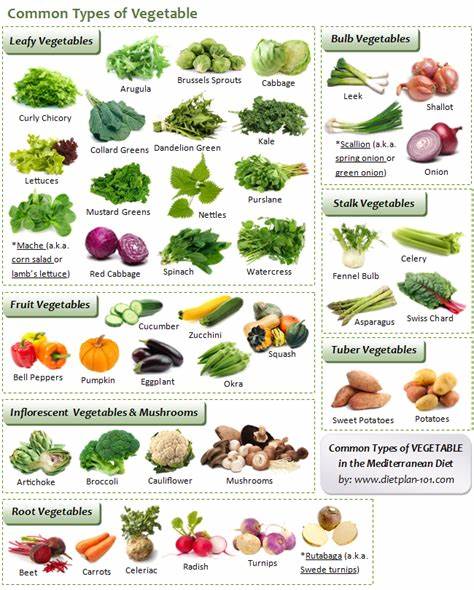 Common Types of Vegetable
Leafy Vegetables
Arugula
Brussels Sprouts
Cabbage
Curly Chicory
Collard Greens
Dandelion Green
Kale
Lettuces
Mustard Greens
Nettles
Purslane
*Mache (a.k.a.
corn salad or
lamb's lettuce)
Red Cabbage
Spinach
Watercress
Bulb Vegetables
Leek
Shallot
*Scallion (a.k.a.
spring onion or
green onion)
Onion
Stalk Vegetables
Fennel Bulb
Celery
Asparagus
Swiss Chard
Fruit Vegetables
Cucumber
Zucchini
Squash
Bell Peppers
Pumpkin
Eggplant
Okra
Tuber Vegetables
Sweet Potatoes
Potatoes
Inflorescent Vegetables & Mushrooms
Artichoke
Broccoli
Cauliflower
Mushrooms
Common Types of VEGETABLE
in the Mediterranean Diet
by: www.dietplan-101.com
Root Vegetables
Beet
Carrots
Celeriac
Radish
Turnips
*Rutabaga (a.k.a.
Swede turnips)